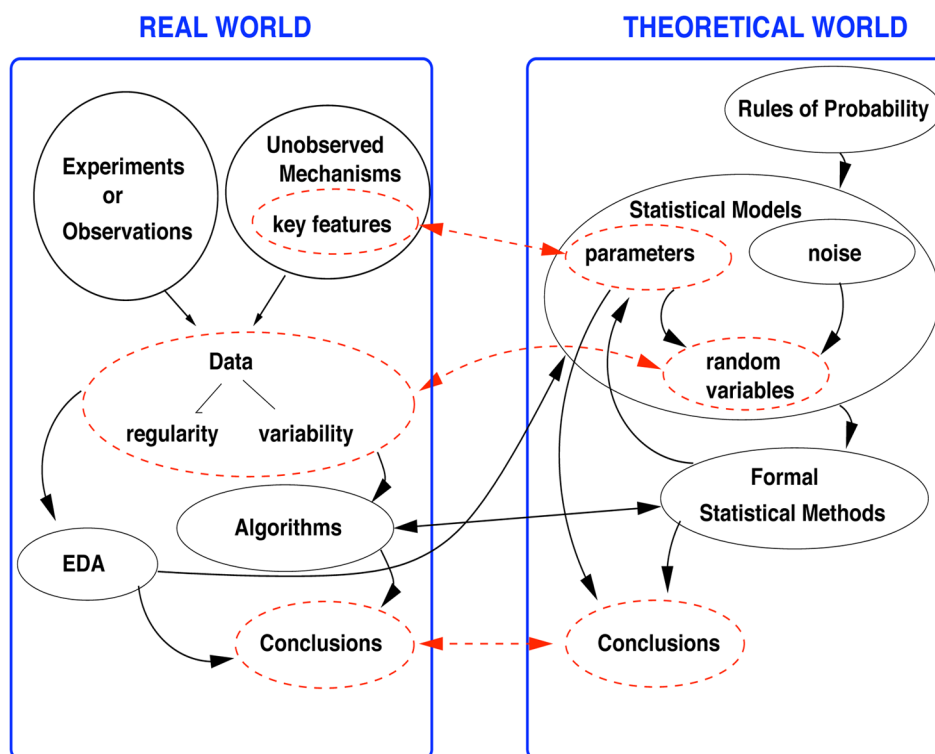 REAL WORLD
THEORETICAL WORLD
Experiments
or
Observations
Unobserved
Mechanisms
key features
Data
regularity
variability
Algorithms
EDA
Conclusions
Rules of Probability
Statistical Models
parameters
noise
random
variables
Formal
Statistical Methods
Conclusions